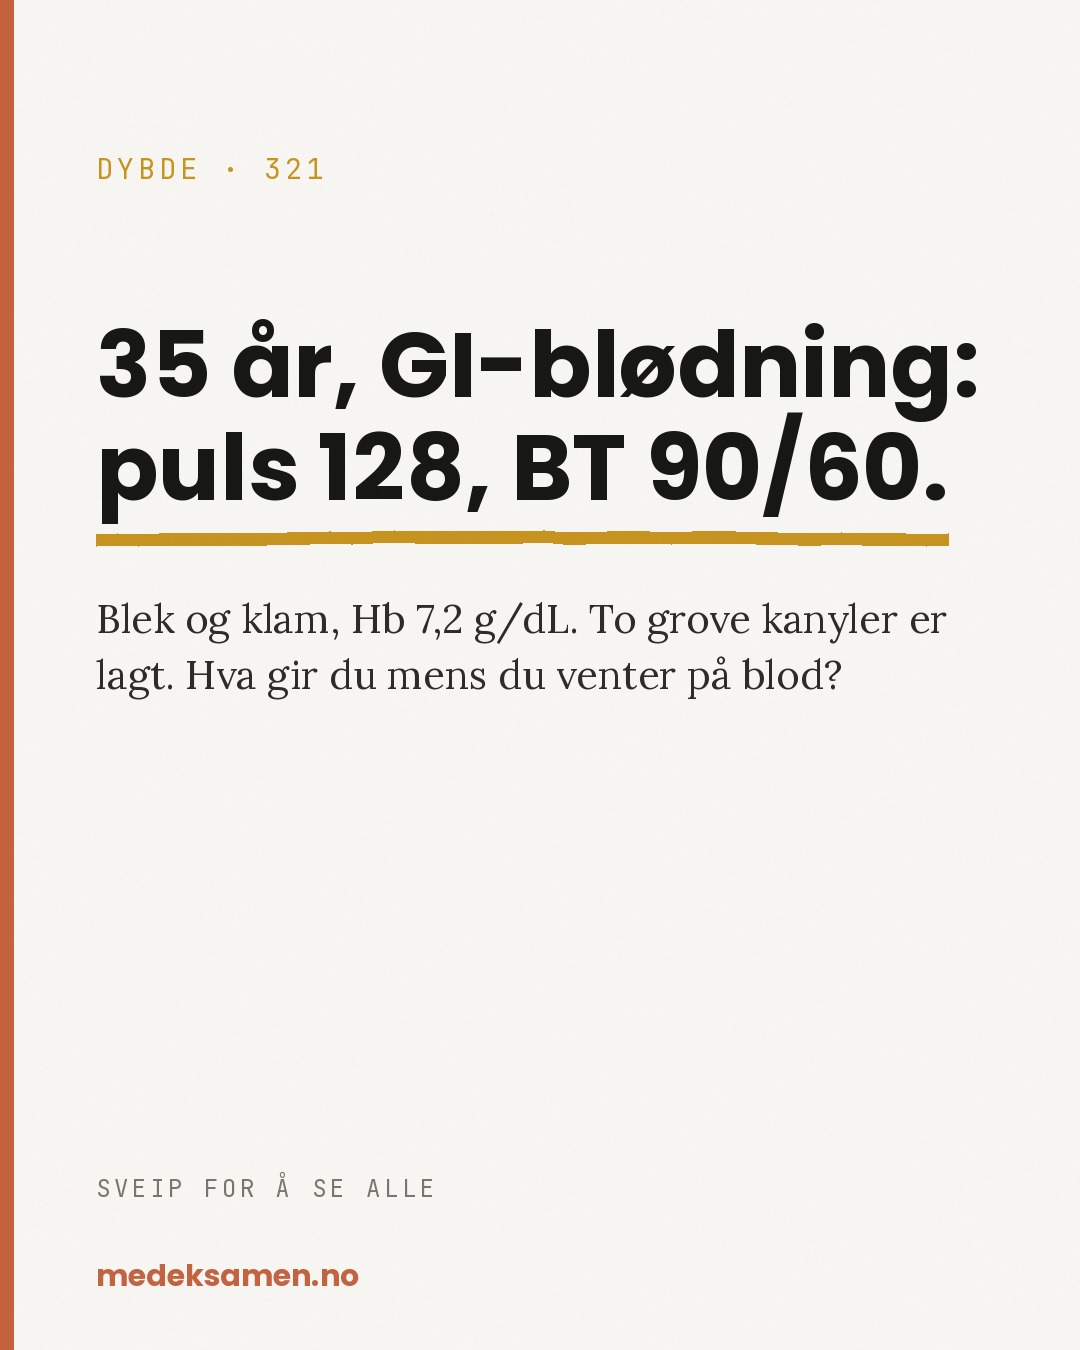 DYBDE · 321
35 år, GI-blødning:
puls 128, BT 90/60.
Blek og klam, Hb 7,2 g/dL. To grove kanyler er
lagt. Hva gir du mens du venter på blod?
SVEIP FOR Å SE ALLE
medeksamen.no